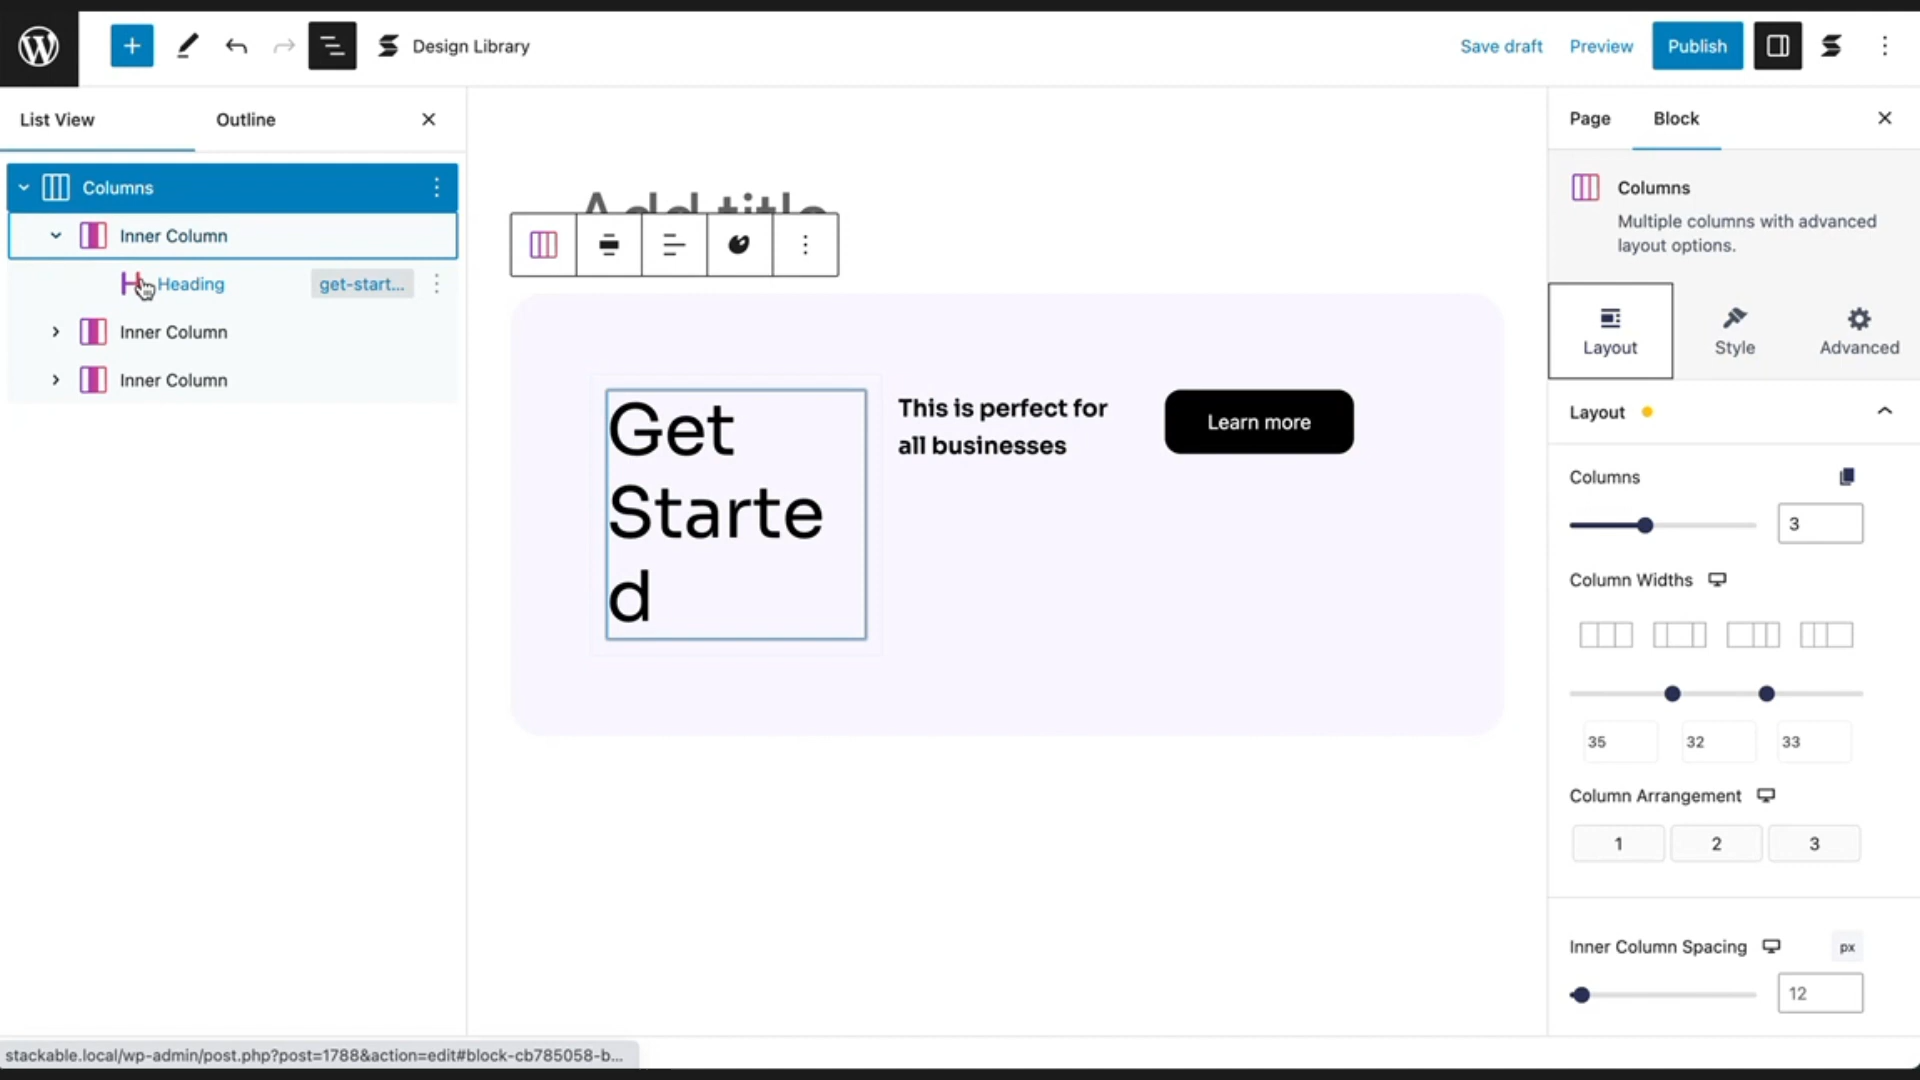 Design Library
Save draft
Preview
Publish
List View
Outline
Columns
Inner Column
Heading
get-start...
Inner Column
Inner Column
Add title
Get
Starte
d
This is perfect for
all businesses
Learn more
Page
Block
Columns
Multiple columns with advanced
layout options.
Layout
Style
Advanced
Layout
Columns
3
Column Widths
35
32
33
Column Arrangement
1
2
3
Inner Column Spacing
px
12
stackable.local/wp-admin/post.php?post=1788&action=edit#block-cb785058-b...